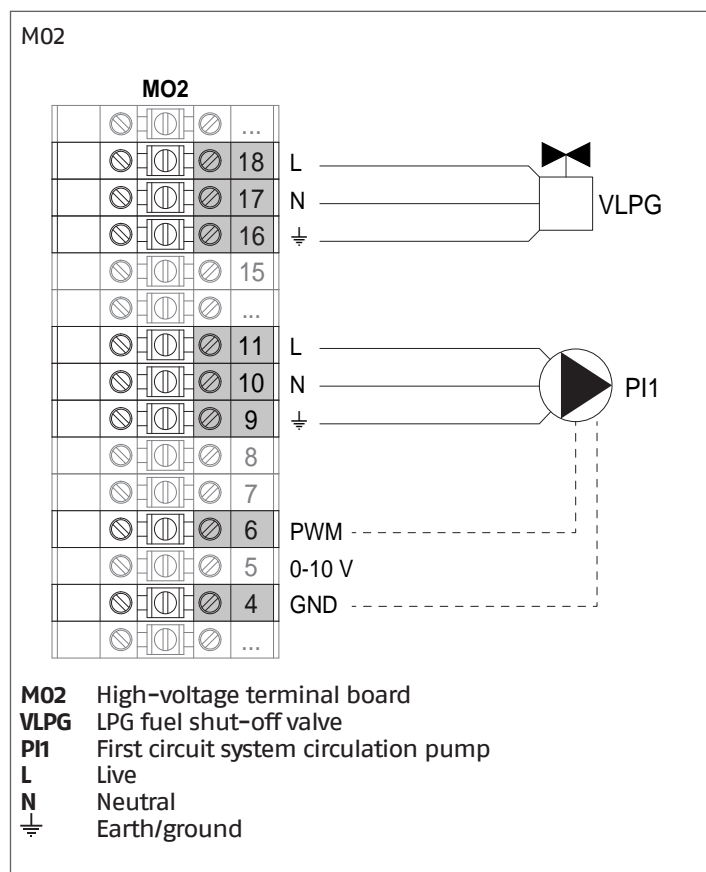 M02
MO2
...
18 L
17 N VLPG
16
15
...
11 L
10 N PI1
9
8
7
6 PWM
5 0-10 V
4 GND
...
M02 High-voltage terminal board
VLPG LPG fuel shut-off valve
PI1 First circuit system circulation pump
L Live
N Neutral
⏚ Earth/ground